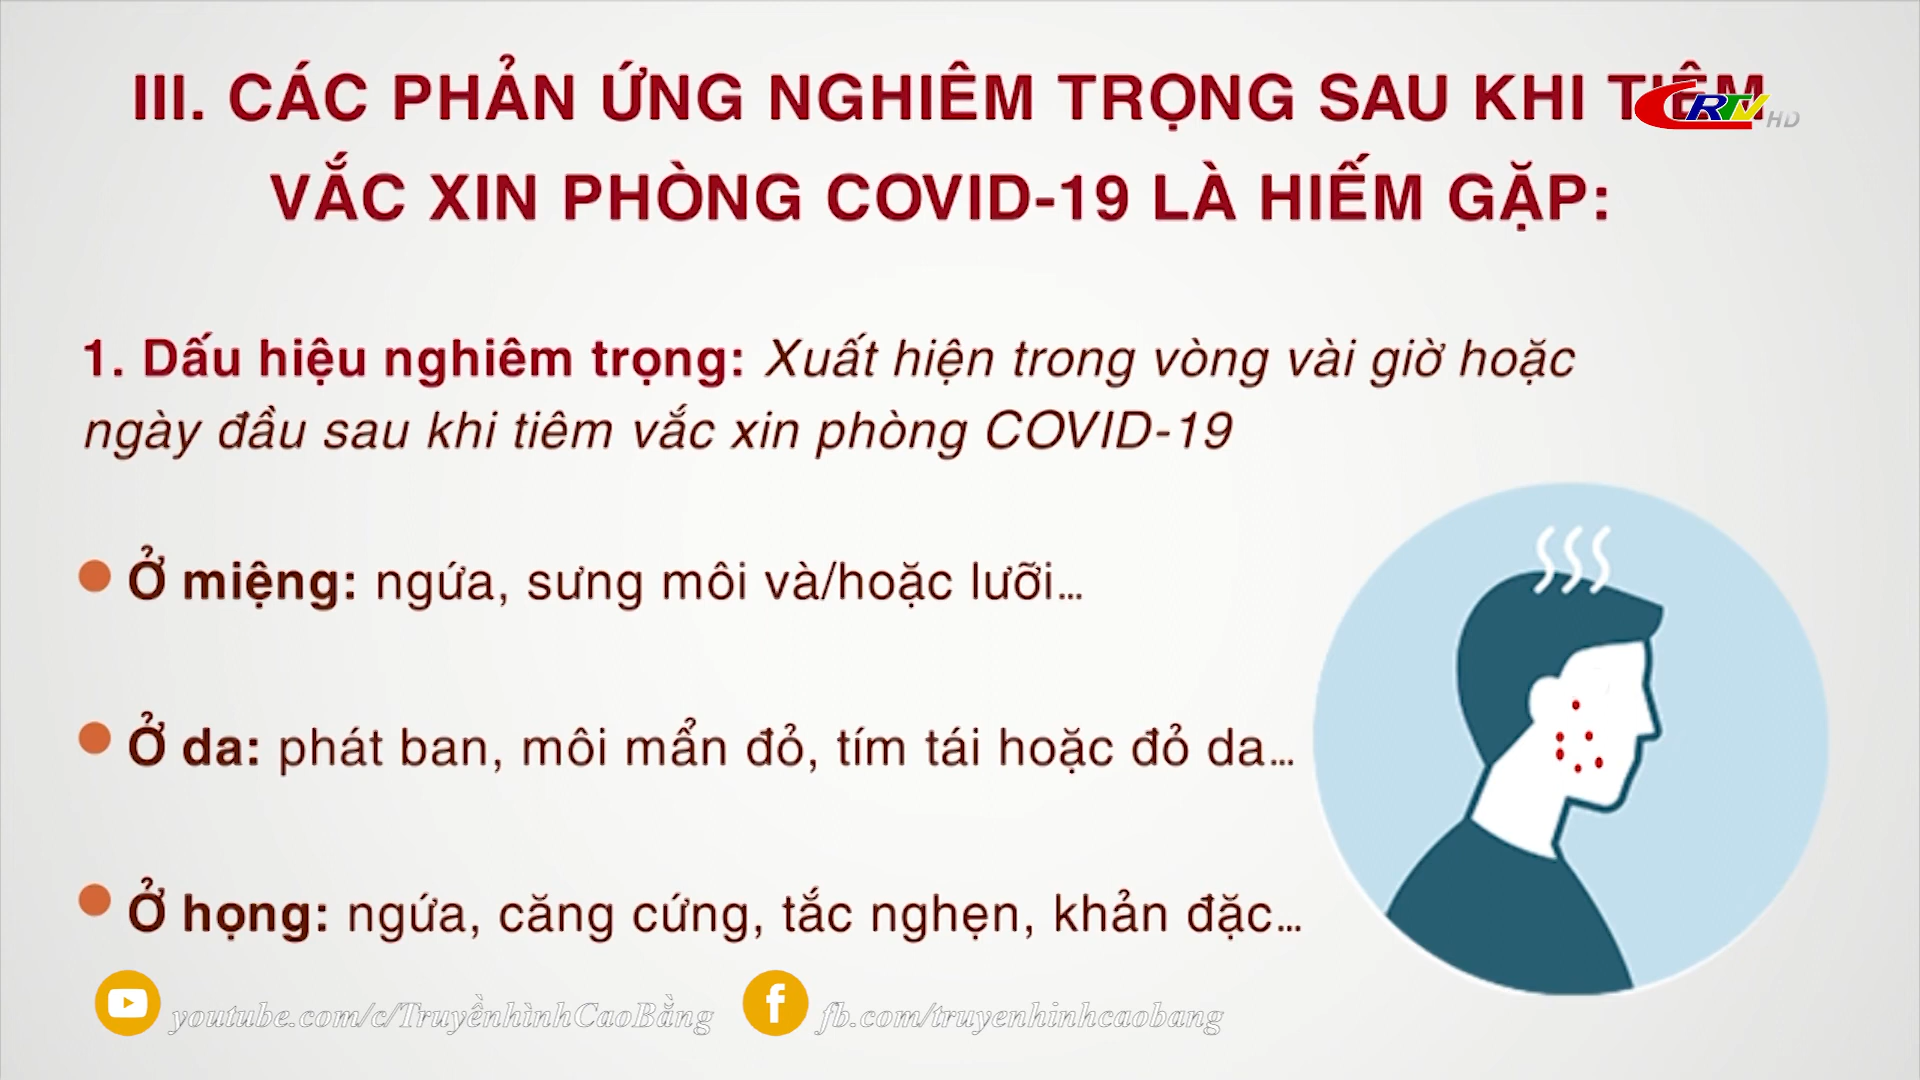 III. CÁC PHẢN ỨNG NGHIÊM TRỌNG SAU KHI TIÊM
CRTV HD
VẮC XIN PHÒNG COVID-19 LÀ HIẾM GẶP:
1. Dấu hiệu nghiêm trọng: Xuất hiện trong vòng vài giờ hoặc
ngày đầu sau khi tiêm vắc xin phòng COVID-19
Ở miệng: ngứa, sưng môi và/hoặc lưỡi...
Ở da: phát ban, môi mẩn đỏ, tím tái hoặc đỏ da...
Ở họng: ngứa, căng cứng, tắc nghẹn, khản đặc...
youtube.com/c/TruyềnhìnhCaoBằng
fb.com/truyenhinhcaobang